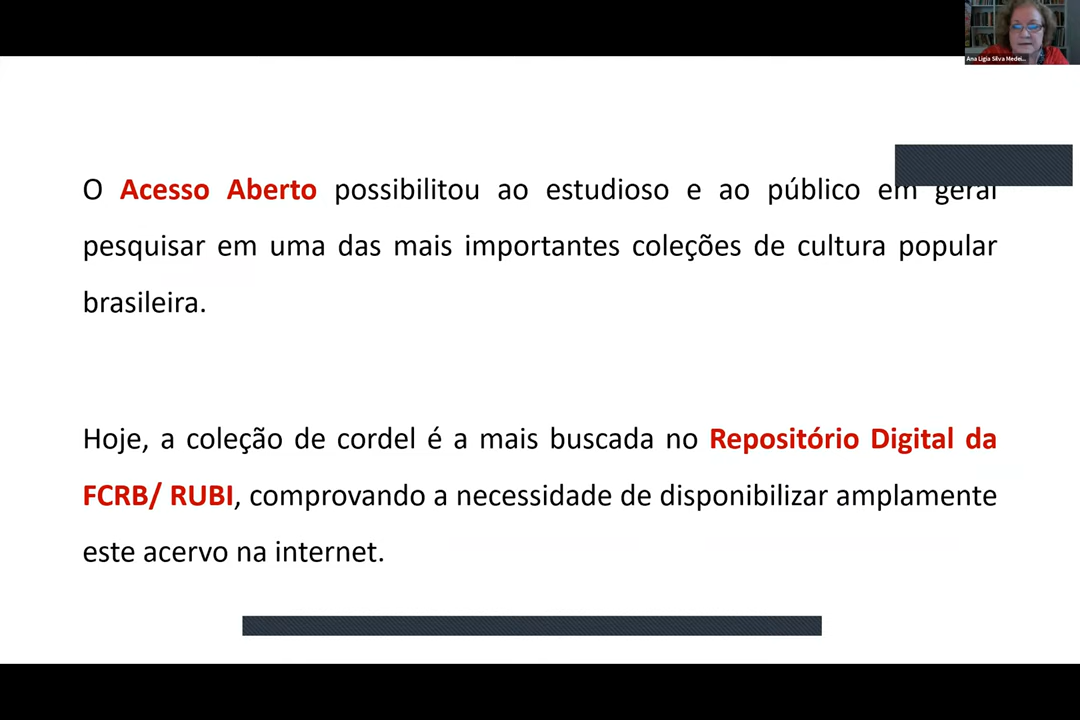 Ana Ligia Silva Medei...
O Acesso Aberto possibilitou ao estudioso e ao público em geral
pesquisar em uma das mais importantes coleções de cultura popular
brasileira.
Hoje, a coleção de cordel é a mais buscada no Repositório Digital da
FCRB/ RUBI, comprovando a necessidade de disponibilizar amplamente
este acervo na internet.